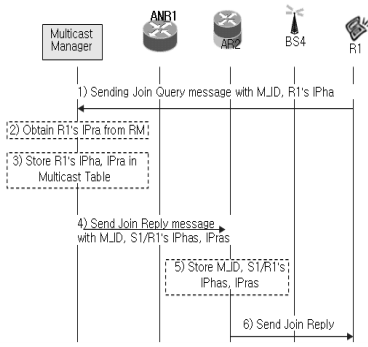 Multicast
Manager
ANR1
AR2
BS4
R1
1) Sending Join Query message with M_ID, R1's IPha
2) Obtain R1's IPra from RM
3) Store R1's IPha, IPra in
Multicast Table
4) Send Join Reply message
with M_ID, S1/R1's IPhas, IPras
5) Store M_ID, S1/R1's
IPhas, IPras
6) Send Join Reply